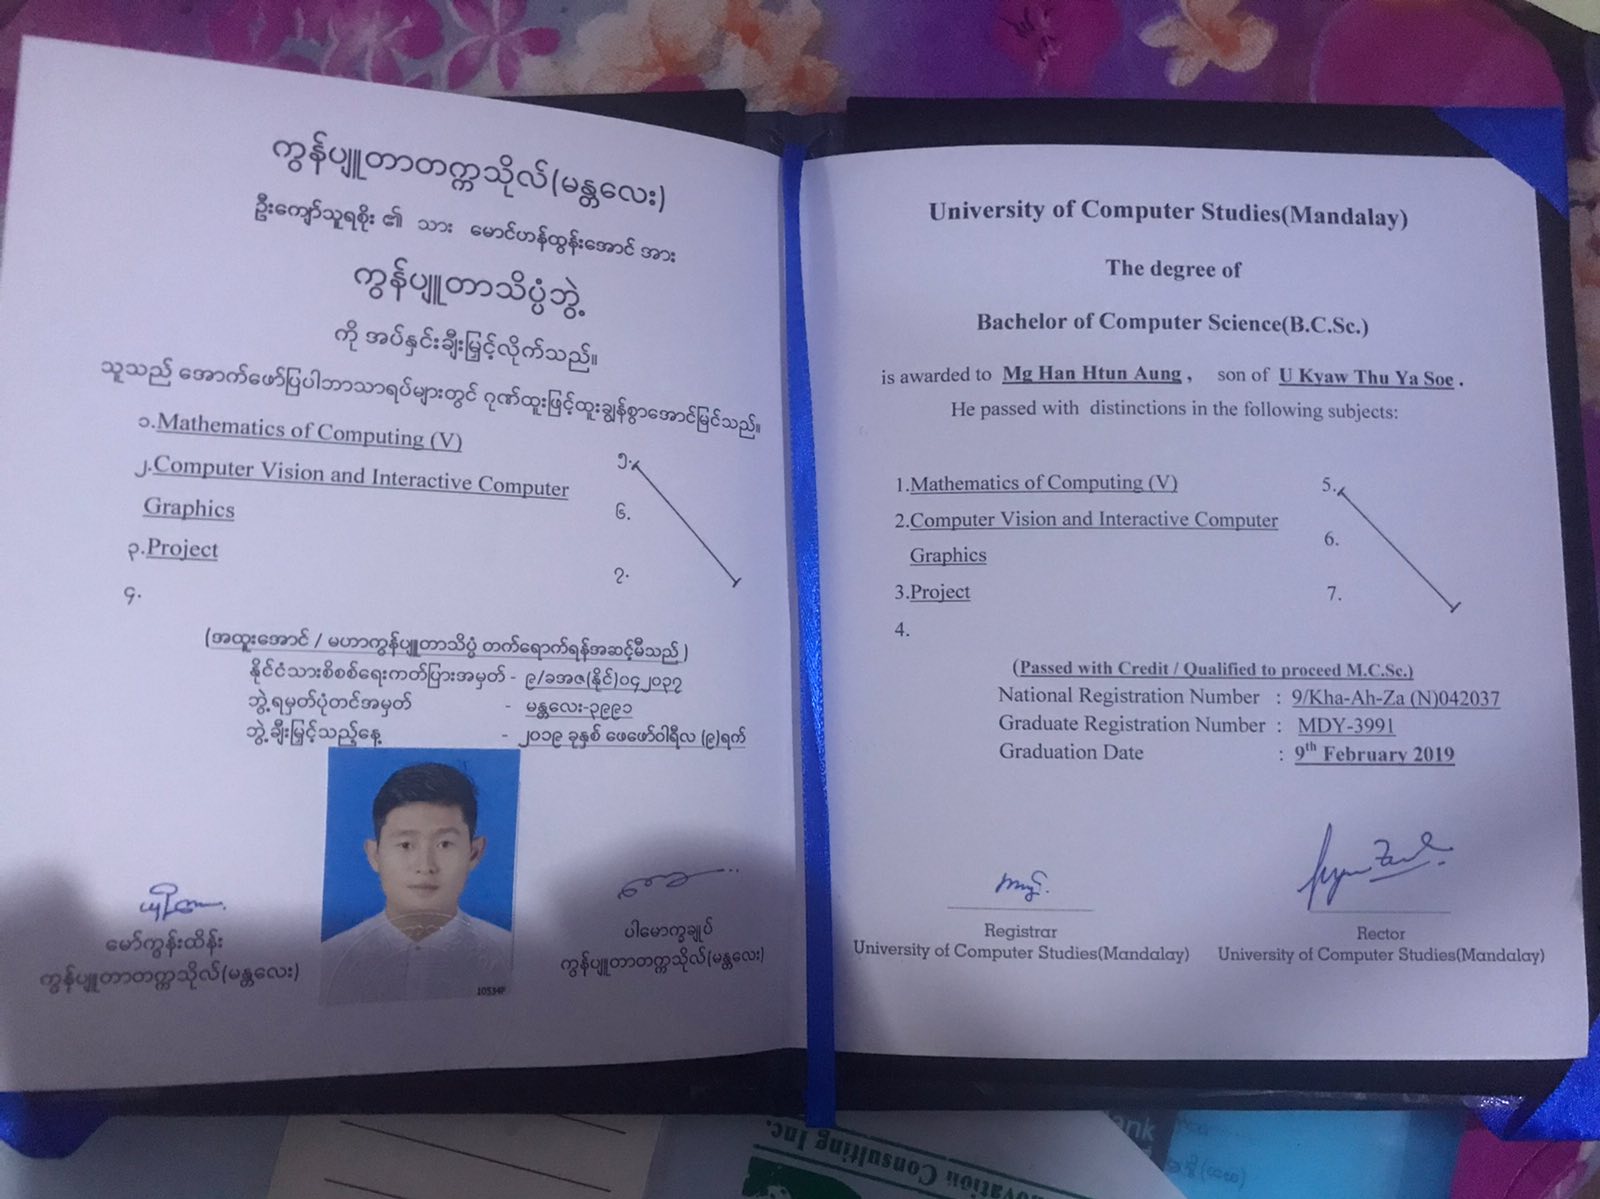 ကွန်ပျူတာတက္ကသိုလ်(မန္တလေး)
ဦးကျော်သူရစိုး ၏ သား မောင်ဟန်ထွန်းအောင် အား
ကွန်ပျူတာသိပ္ပံဘွဲ့
ကို အပ်နှင်းချီးမြှင့်လိုက်သည်။
သူသည် အောက်ဖော်ပြပါဘာသာရပ်များတွင် ဂုဏ်ထူးဖြင့်ထူးချွန်စွာအောင်မြင်သည်။
၁.Mathematics of Computing (V)
၂.Computer Vision and Interactive Computer
Graphics
၃.Project
၄.
၅.
၆.
၇.
(အထူးအောင် / မဟာကွန်ပျူတာသိပ္ပံ တက်ရောက်ရန်အဆင့်မီသည် )
နိုင်ငံသားစိစစ်ရေးကတ်ပြားအမှတ် - ၉/ခအဇ(နိုင်)၀၄၂၀၃၇
ဘွဲ့ရမှတ်ပုံတင်အမှတ် - မန္တလေး-၃၉၉၁
ဘွဲ့ချီးမြှင့်သည့်နေ့ - ၂၀၁၉ ခုနှစ် ဖေဖော်ဝါရီလ (၉)ရက်
10534P
မော်ကွန်းထိန်း
ကွန်ပျူတာတက္ကသိုလ်(မန္တလေး)
ပါမောက္ခချုပ်
ကွန်ပျူတာတက္ကသိုလ်(မန္တလေး)
University of Computer Studies(Mandalay)
The degree of
Bachelor of Computer Science(B.C.Sc.)
is awarded to Mg Han Htun Aung , son of U Kyaw Thu Ya Soe .
He passed with distinctions in the following subjects:
1.Mathematics of Computing (V)
2.Computer Vision and Interactive Computer
Graphics
3.Project
4.
5.
6.
7.
(Passed with Credit / Qualified to proceed M.C.Sc.)
National Registration Number : 9/Kha-Ah-Za (N)042037
Graduate Registration Number : MDY-3991
Graduation Date : 9th February 2019
Registrar
University of Computer Studies(Mandalay)
Rector
University of Computer Studies(Mandalay)
Consulting Inc.